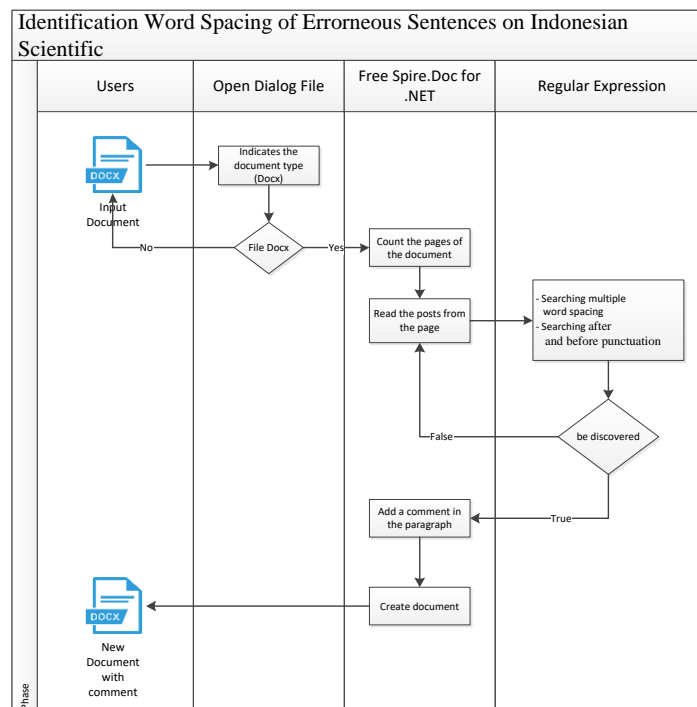 Identification Word Spacing of Errorneous Sentences on Indonesian
Scientific
Users
Open Dialog File
Free Spire.Doc for
.NET
Regular Expression
DOCX
Input
Document
Indicates the
document type
(Docx)
No
File Docx
Yes
Count the pages of
the document
Read the posts from
the page
- Searching multiple
word spacing
- Searching after
and before punctuation
be discovered
False
True
Add a comment in
the paragraph
Create document
DOCX
New
Document
with
comment
Phase